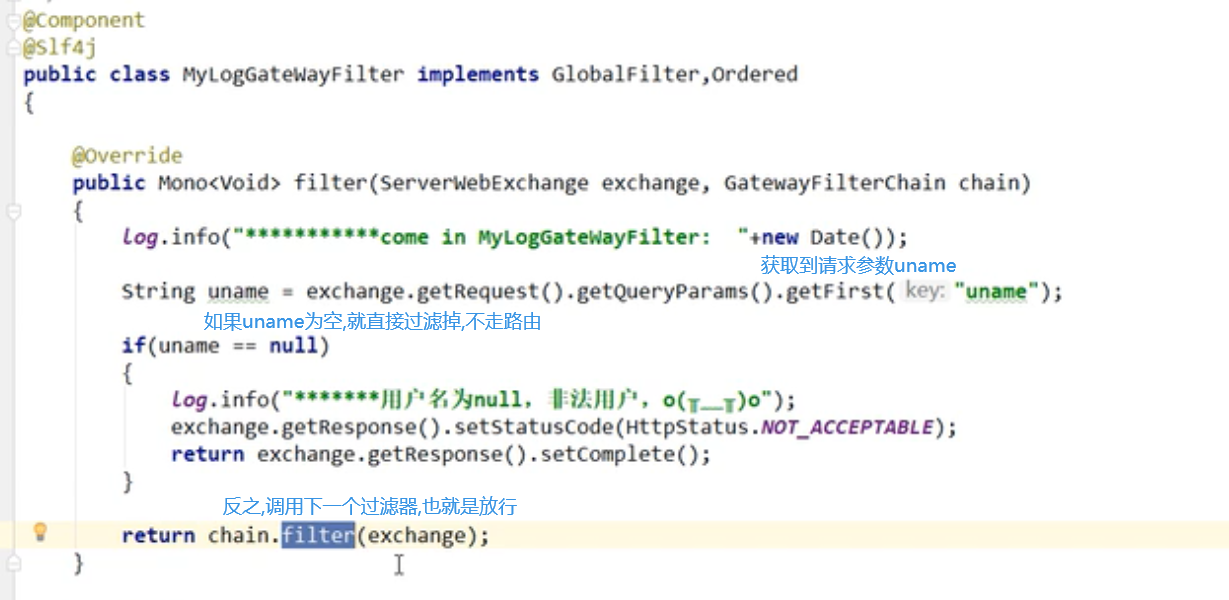 @Component
@Slf4j
public class MyLogGateWayFilter implements GlobalFilter,Ordered
{
@Override
public Mono<Void> filter(ServerWebExchange exchange, GatewayFilterChain chain)
{
log.info("***********come in MyLogGateWayFilter:  "+new Date());
获取到请求参数uname
String uname = exchange.getRequest().getQueryParams().getFirst( key: "uname");
如果uname为空,就直接过滤掉,不走路由
if(uname == null)
{
log.info("*******用户名为null，非法用户，o(╥﹏╥)o");
exchange.getResponse().setStatusCode(HttpStatus.NOT_ACCEPTABLE);
return exchange.getResponse().setComplete();
}
反之,调用下一个过滤器,也就是放行
return chain.filter(exchange);
}